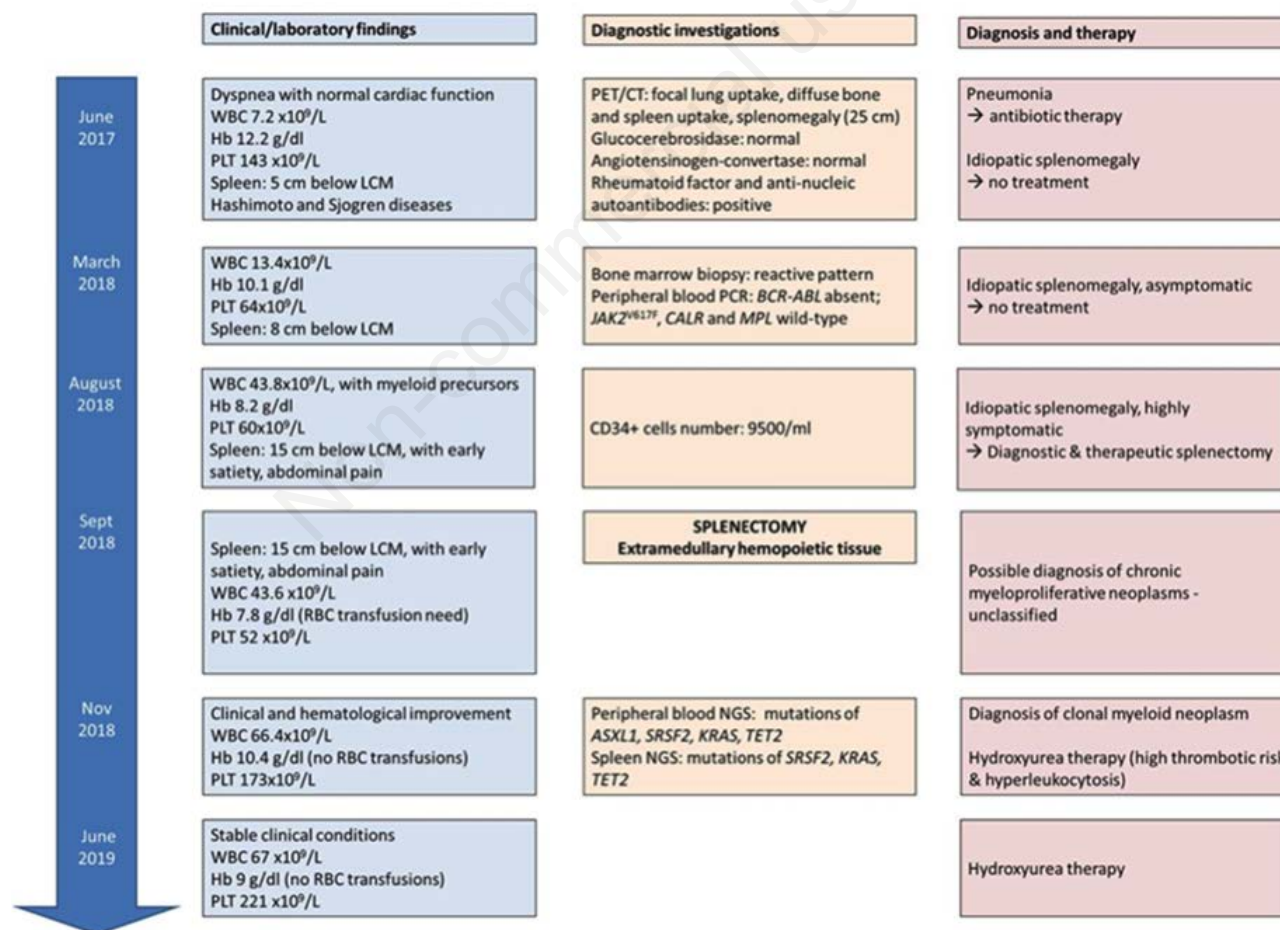 Clinical/laboratory findings
Diagnostic investigations
Diagnosis and therapy
June
2017
Dyspnea with normal cardiac function
WBC 7.2 x10⁹/L
Hb 12.2 g/dl
PLT 143 x10⁹/L
Spleen: 5 cm below LCM
Hashimoto and Sjogren diseases
PET/CT: focal lung uptake, diffuse bone
and spleen uptake, splenomegaly (25 cm)
Glucocerebrosidase: normal
Angiotensinogen-convertase: normal
Rheumatoid factor and anti-nucleic
autoantibodies: positive
Pneumonia
→ antibiotic therapy
Idiopatic splenomegaly
→ no treatment
March
2018
WBC 13.4x10⁹/L
Hb 10.1 g/dl
PLT 64x10⁹/L
Spleen: 8 cm below LCM
Bone marrow biopsy: reactive pattern
Peripheral blood PCR: BCR-ABL absent;
JAK2ⱽ⁶¹⁷ᶠ, CALR and MPL wild-type
Idiopatic splenomegaly, asymptomatic
→ no treatment
August
2018
WBC 43.8x10⁹/L, with myeloid precursors
Hb 8.2 g/dl
PLT 60x10⁹/L
Spleen: 15 cm below LCM, with early
satiety, abdominal pain
CD34+ cells number: 9500/ml
Idiopatic splenomegaly, highly
symptomatic
→ Diagnostic & therapeutic splenectomy
Sept
2018
Spleen: 15 cm below LCM, with early
satiety, abdominal pain
WBC 43.6 x10⁹/L
Hb 7.8 g/dl (RBC transfusion need)
PLT 52 x10⁹/L
SPLENECTOMY
Extramedullary hemopoietic tissue
Possible diagnosis of chronic
myeloproliferative neoplasms -
unclassified
Nov
2018
Clinical and hematological improvement
WBC 66.4x10⁹/L
Hb 10.4 g/dl (no RBC transfusions)
PLT 173x10⁹/L
Peripheral blood NGS: mutations of
ASXL1, SRSF2, KRAS, TET2
Spleen NGS: mutations of SRSF2, KRAS,
TET2
Diagnosis of clonal myeloid neoplasm
Hydroxyurea therapy (high thrombotic risk
& hyperleukocytosis)
June
2019
Stable clinical conditions
WBC 67 x10⁹/L
Hb 9 g/dl (no RBC transfusions)
PLT 221 x10⁹/L
Hydroxyurea therapy
Non-commercial us